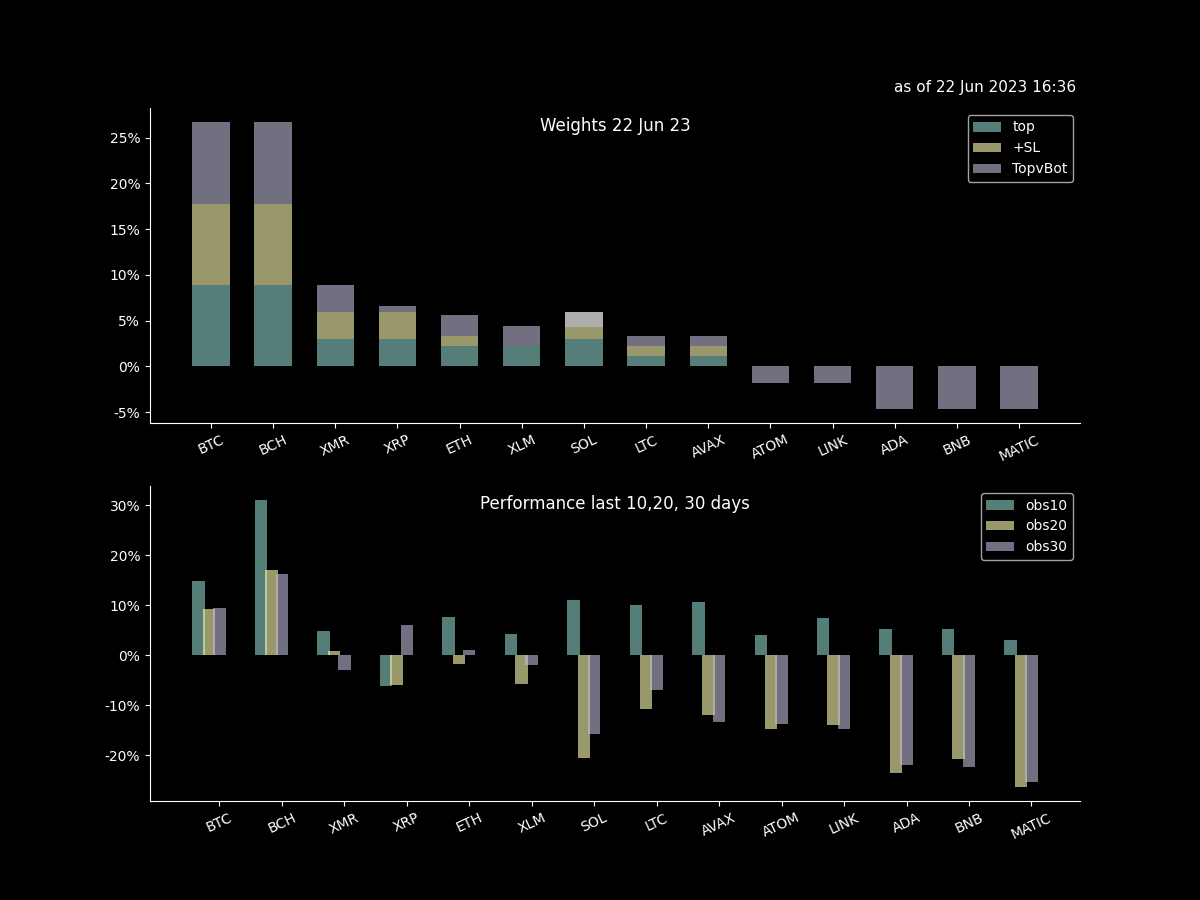 as of 22 Jun 2023 16:36
Weights 22 Jun 23
top
+SL
TopvBot
25%
20%
15%
10%
5%
0%
-5%
BTC BCH XMR XRP ETH XLM SOL LTC AVAX ATOM LINK ADA BNB MATIC
Performance last 10,20, 30 days
obs10
obs20
obs30
30%
20%
10%
0%
-10%
-20%
BTC BCH XMR XRP ETH XLM SOL LTC AVAX ATOM LINK ADA BNB MATIC